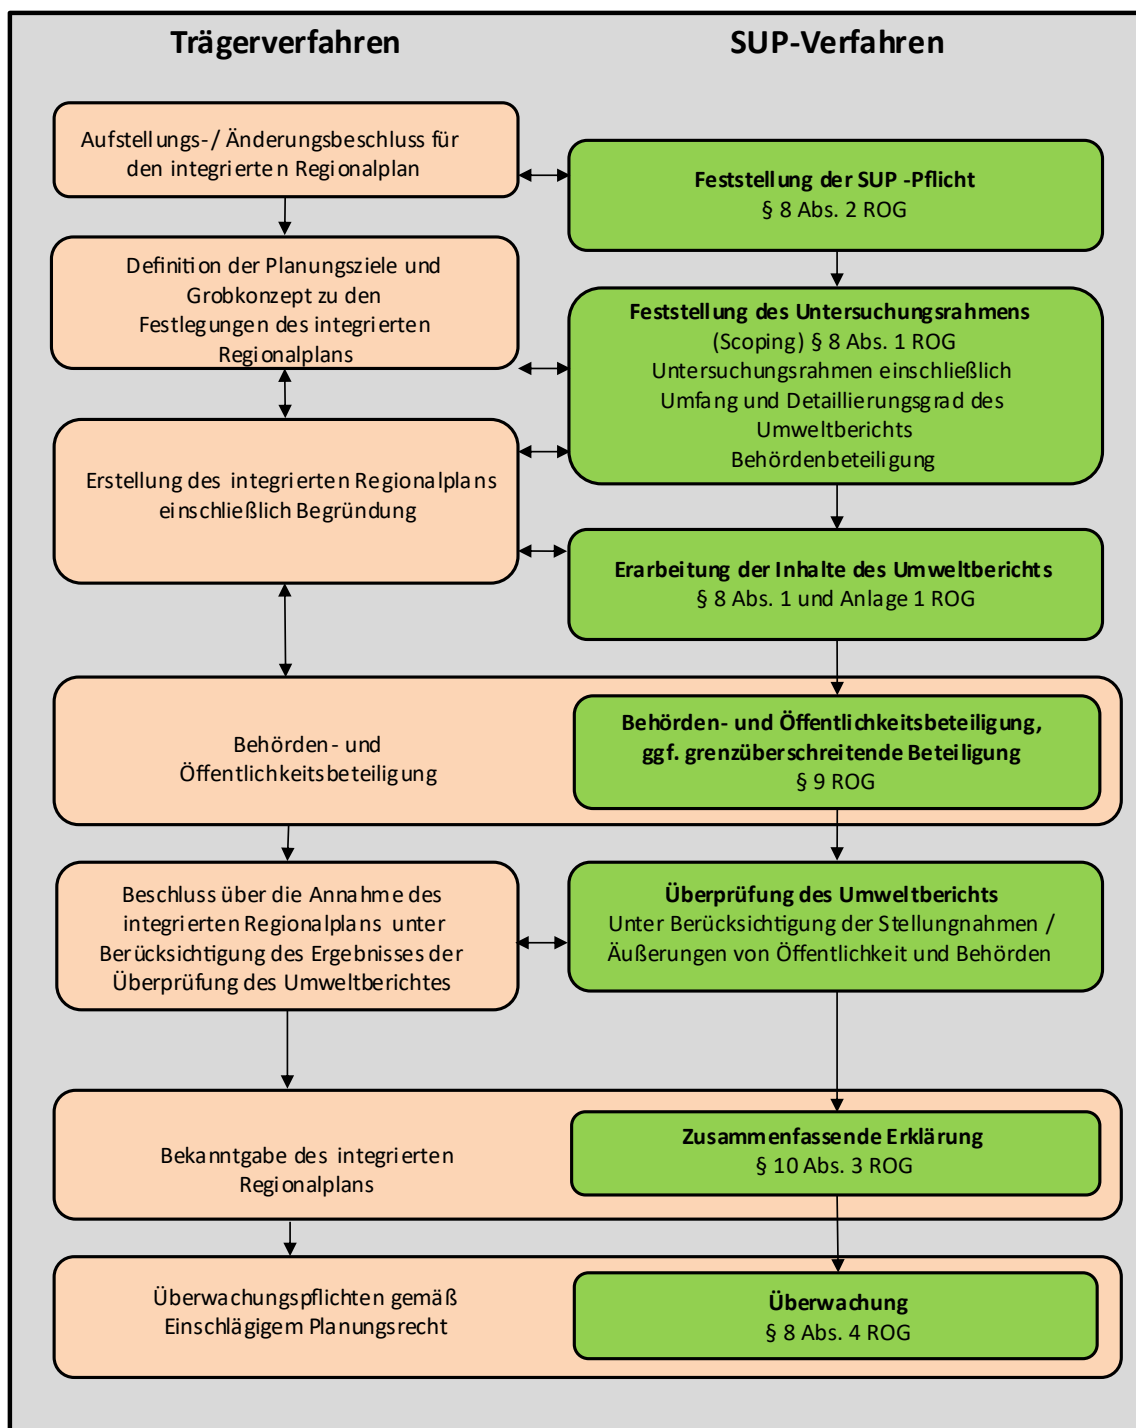 Trägerverfahren
SUP-Verfahren
Aufstellungs- / Änderungsbeschluss für
den integrierten Regionalplan
Feststellung der SUP -Pflicht
§ 8 Abs. 2 ROG
Definition der Planungsziele und
Grobkonzept zu den
Festlegungen des integrierten
Regionalplans
Feststellung des Untersuchungsrahmens
(Scoping) § 8 Abs. 1 ROG
Untersuchungsrahmen einschließlich
Umfang und Detaillierungsgrad des
Umweltberichts
Behördenbeteiligung
Erstellung des integrierten Regionalplans
einschließlich Begründung
Erarbeitung der Inhalte des Umweltberichts
§ 8 Abs. 1 und Anlage 1 ROG
Behörden- und
Öffentlichkeitsbeteiligung
Behörden- und Öffentlichkeitsbeteiligung,
ggf. grenzüberschreitende Beteiligung
§ 9 ROG
Beschluss über die Annahme des
integrierten Regionalplans unter
Berücksichtigung des Ergebnisses der
Überprüfung des Umweltberichtes
Überprüfung des Umweltberichts
Unter Berücksichtigung der Stellungnahmen /
Äußerungen von Öffentlichkeit und Behörden
Bekanntgabe des integrierten
Regionalplans
Zusammenfassende Erklärung
§ 10 Abs. 3 ROG
Überwachungspflichten gemäß
Einschlägigem Planungsrecht
Überwachung
§ 8 Abs. 4 ROG